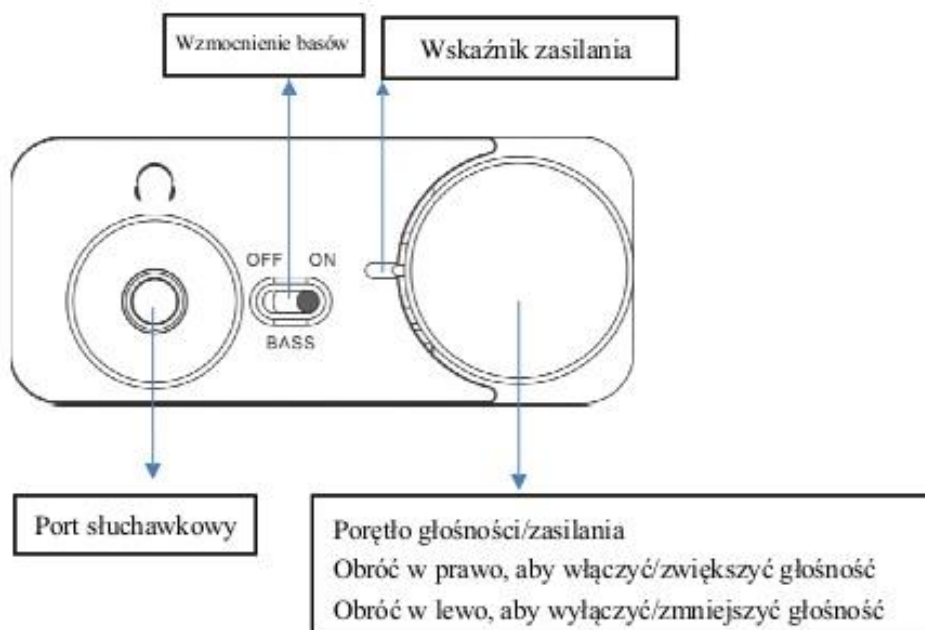 Wzmocnienie basów
Wskaźnik zasilania
OFF ON
BASS
Port słuchawkowy
Porętło głośności/zasilania
Obróć w prawo, aby włączyć/zwiększyć głośność
Obróć w lewo, aby wyłączyć/zmniejszyć głośność